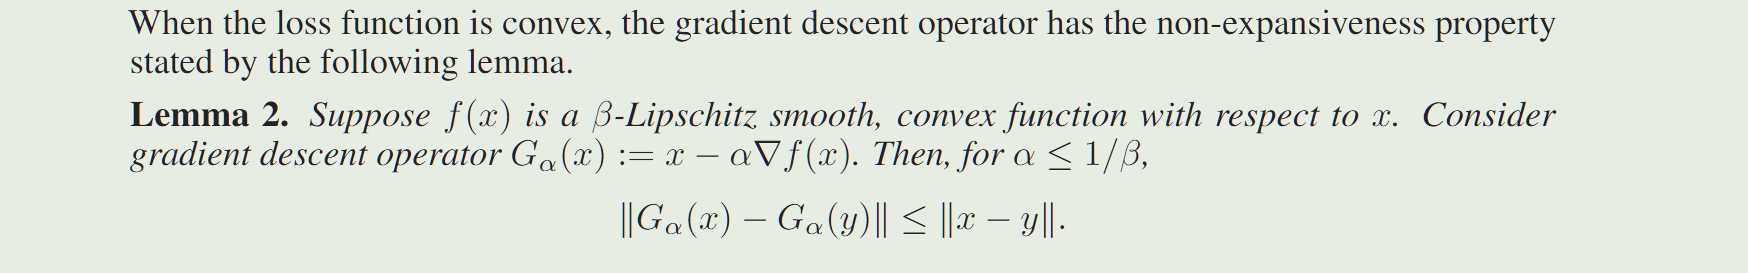 When the loss function is convex, the gradient descent operator has the non-expansiveness property
stated by the following lemma.
Lemma 2. Suppose f(x) is a β-Lipschitz smooth, convex function with respect to x. Consider
gradient descent operator G_α(x) := x − α∇f(x). Then, for α ≤ 1/β,
‖G_α(x) − G_α(y)‖ ≤ ‖x − y‖.